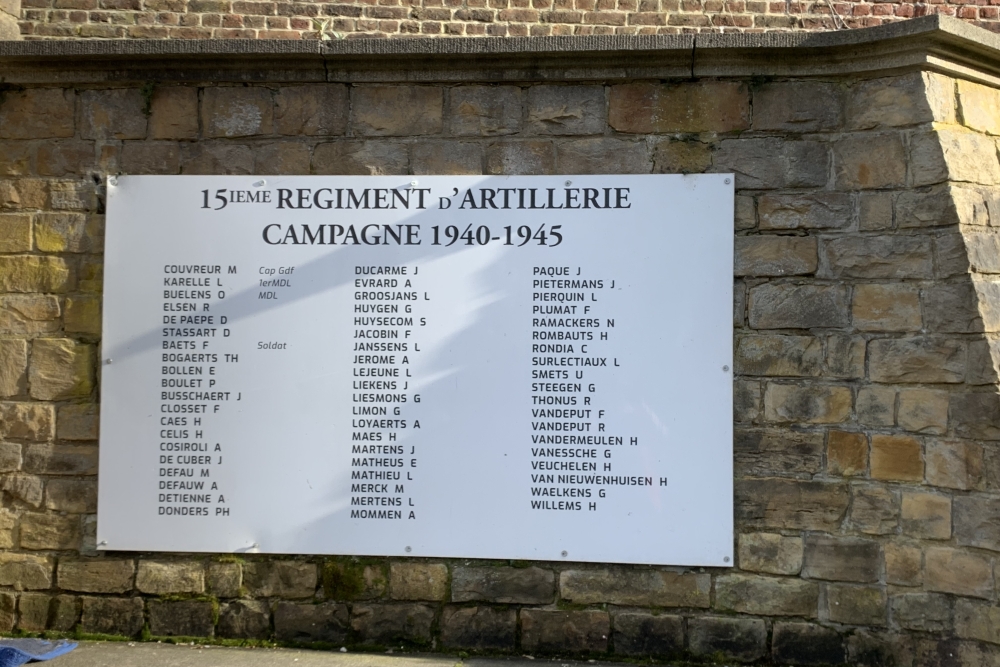 15IEME REGIMENT D'ARTILLERIE
CAMPAGNE 1940-1945
COUVREUR M Cap Gdf
KARELLE L 1erMDL
BUELENS O MDL
ELSEN R
DE PAEPE D
STASSART D
BAETS F Soldat
BOGAERTS TH
BOLLEN E
BOULET P
BUSSCHAERT J
CLOSSET F
CAES H
CELIS H
COSIROLI A
DE CUBER J
DEFAU M
DEFAUW A
DETIENNE A
DONDERS PH
DUCARME J
EVRARD A
GROOSJANS L
HUYGEN G
HUYSECOM S
JACOBIN F
JANSSENS L
JEROME A
LEJEUNE L
LIEKENS J
LIESMONS G
LIMON G
LOYAERTS A
MAES H
MARTENS J
MATHEUS E
MATHIEU L
MERCK M
MERTENS L
MOMMEN A
PAQUE J
PIETERMANS J
PIERQUIN L
PLUMAT F
RAMACKERS N
ROMBAUTS H
RONDIA C
SURLECTIAUX L
SMETS U
STEEGEN G
THONUS R
VANDEPUT F
VANDEPUT R
VANDERMEULEN H
VANESSCHE G
VEUCHELEN H
VAN NIEUWENHUISEN H
WAELKENS G
WILLEMS H